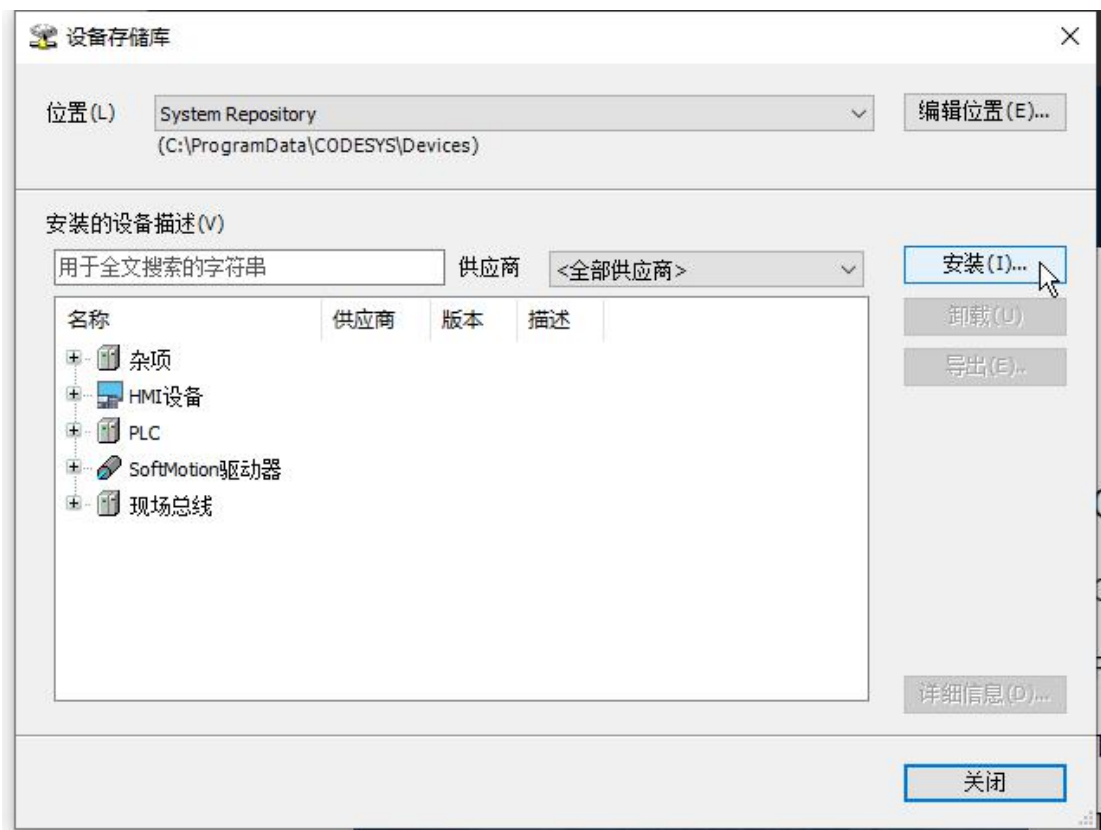 设备存储库
位置(L) System Repository 编辑位置(E)...
(C:\ProgramData\CODESYS\Devices)
安装的设备描述(V)
用于全文搜索的字符串 供应商 <全部供应商> 安装(I)...
名称 供应商 版本 描述 卸载(U)
杂项 导出(E)..
HMI设备
PLC
SoftMotion驱动器
现场总线
详细信息(D)...
关闭